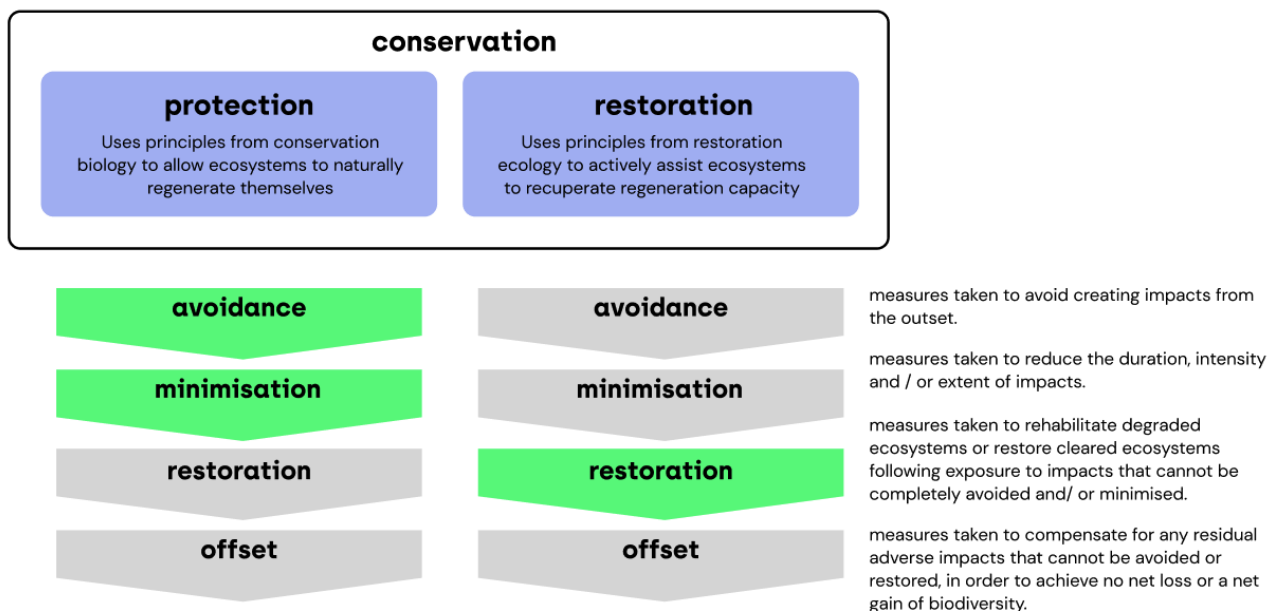 conservation
protection
Uses principles from conservation
biology to allow ecosystems to naturally
regenerate themselves
restoration
Uses principles from restoration
ecology to actively assist ecosystems
to recuperate regeneration capacity
avoidance
minimisation
restoration
offset
avoidance
minimisation
restoration
offset
measures taken to avoid creating impacts from
the outset.
measures taken to reduce the duration, intensity
and / or extent of impacts.
measures taken to rehabilitate degraded
ecosystems or restore cleared ecosystems
following exposure to impacts that cannot be
completely avoided and/ or minimised.
measures taken to compensate for any residual
adverse impacts that cannot be avoided or
restored, in order to achieve no net loss or a net
gain of biodiversity.